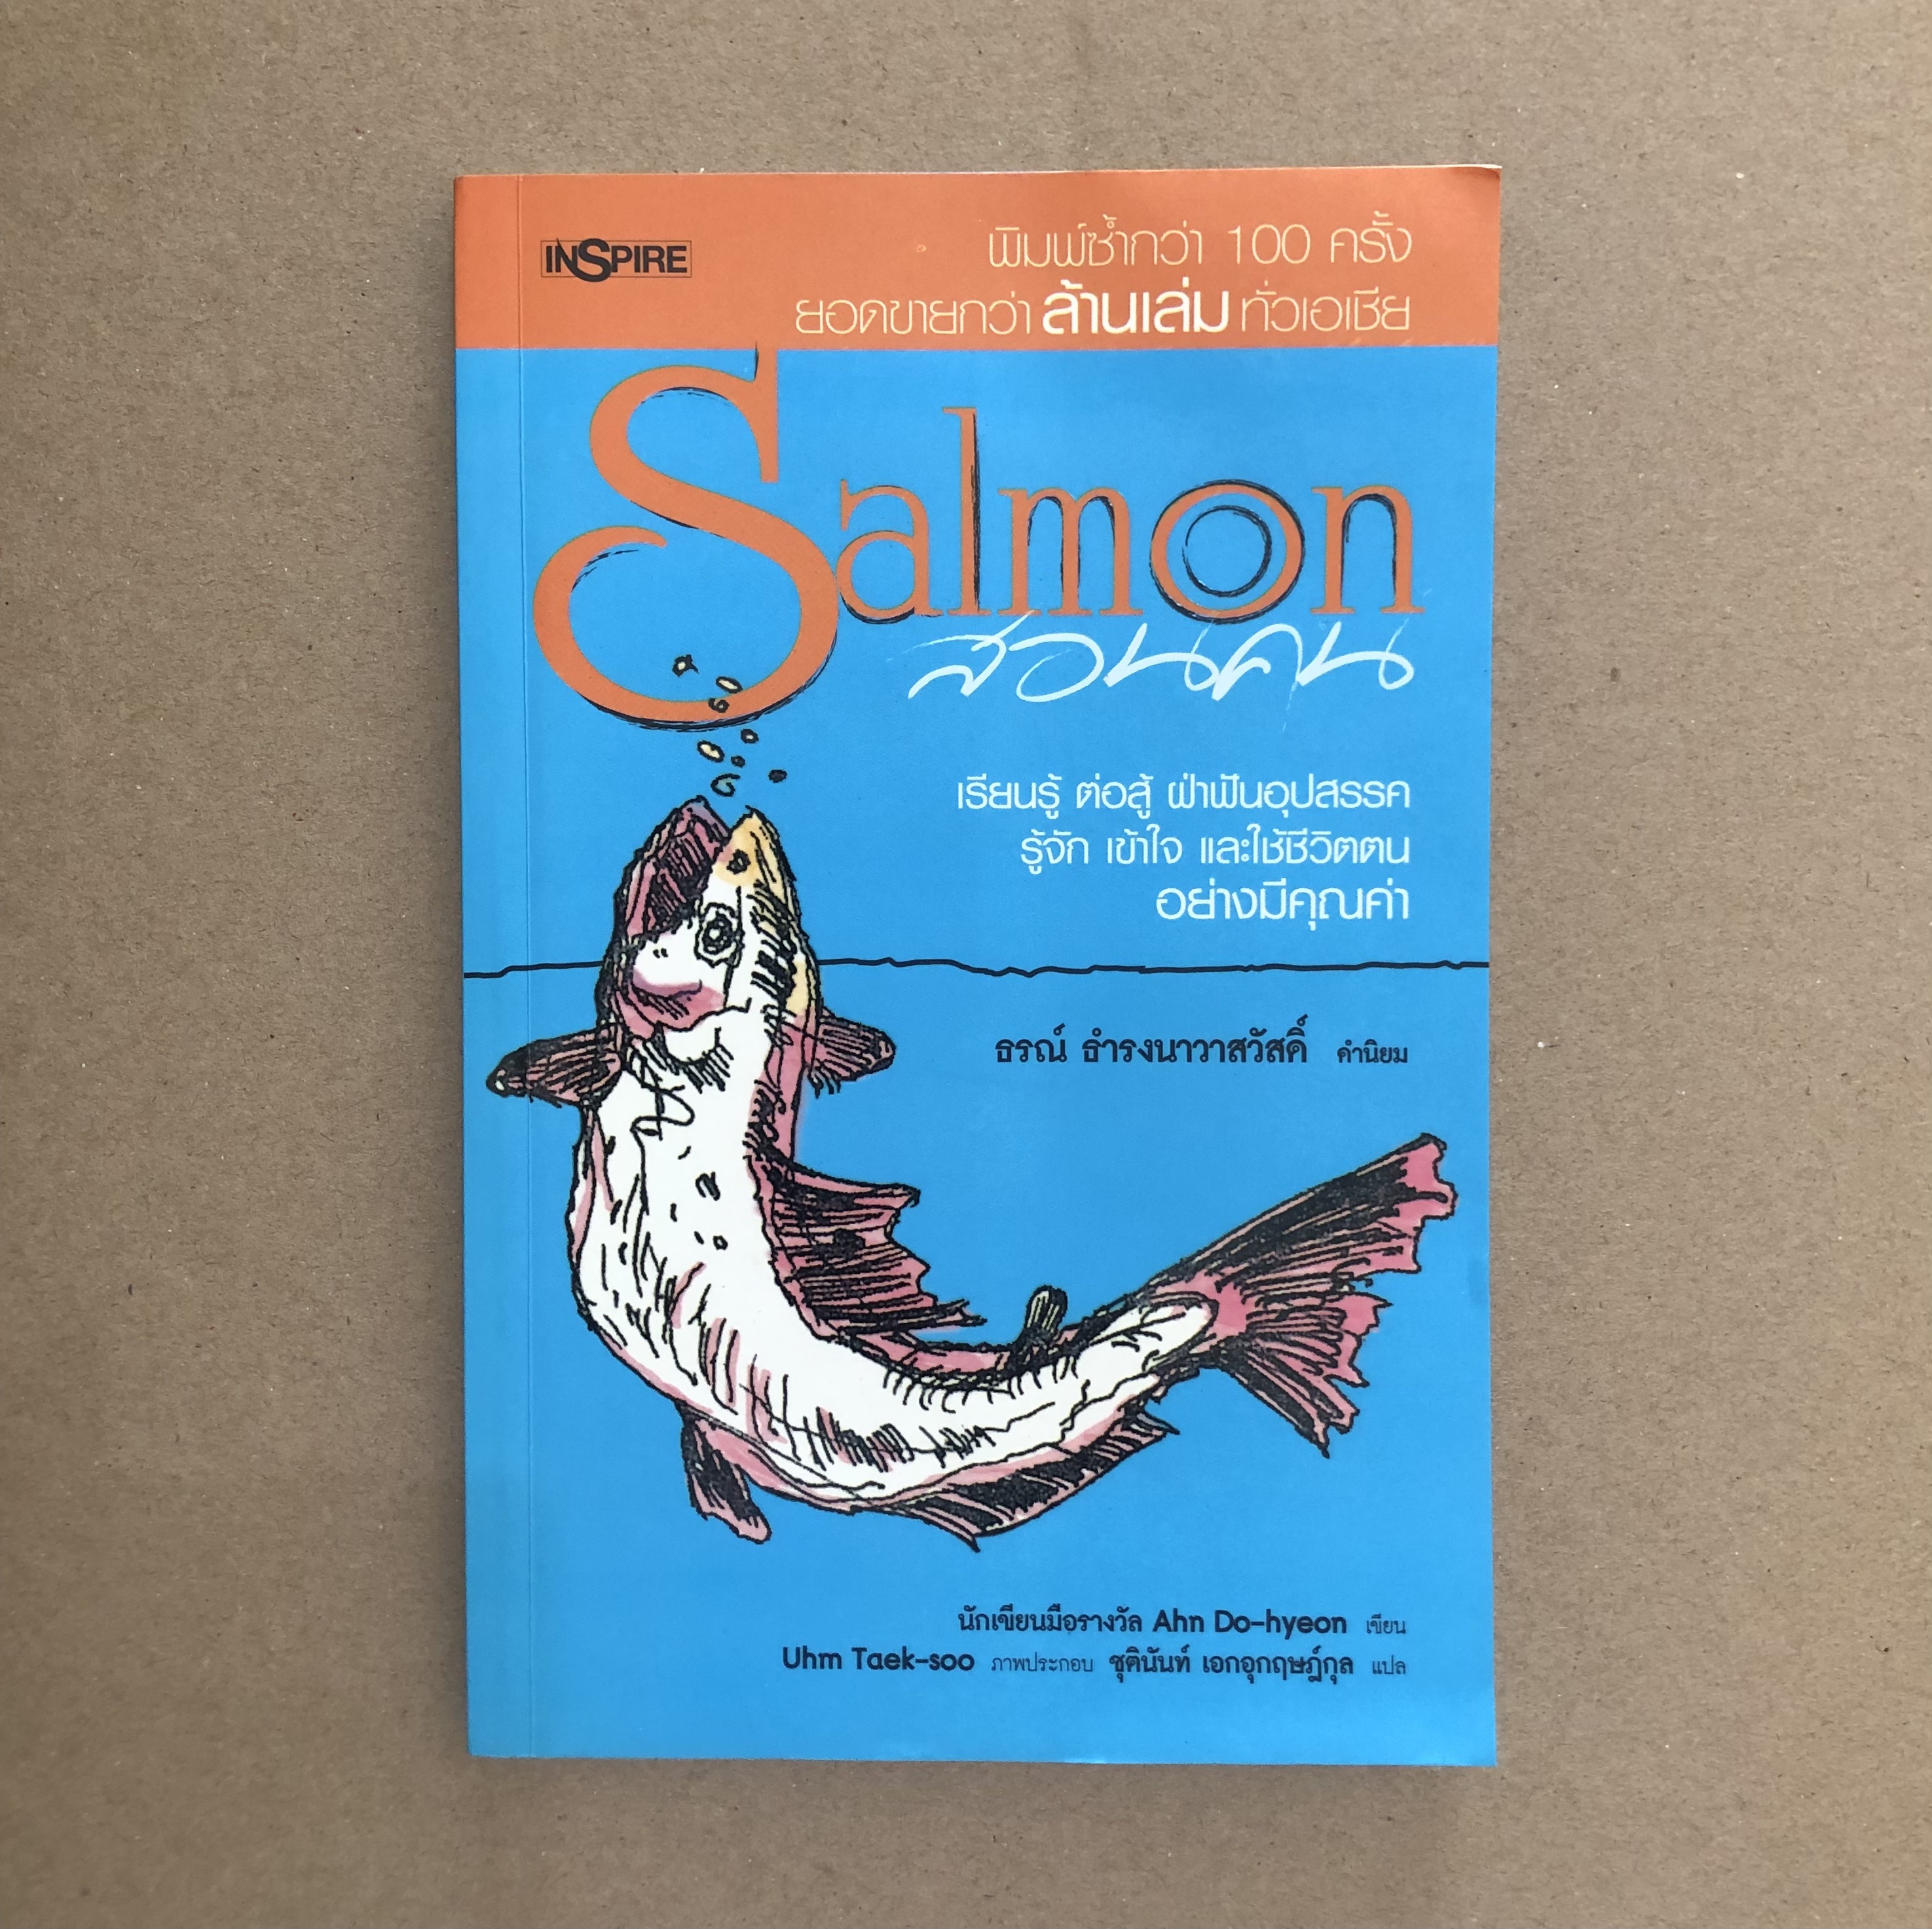 INSPIRE
พิมพ์ซ้ำกว่า 100 ครั้ง
ยอดขายกว่า ล้านเล่ม ทั่วเอเชีย
Salmon
สอนคน
เรียนรู้ ต่อสู้ ฝ่าฟันอุปสรรค
รู้จัก เข้าใจ และใช้ชีวิตตน
อย่างมีคุณค่า
ธรณ์ ธำรงนาวาสวัสดิ์ คำนิยม
นักเขียนมือรางวัล Ahn Do-hyeon เขียน
Uhm Taek-soo ภาพประกอบ ชุตินันท์ เอกอุกฤษฎ์กุล แปล